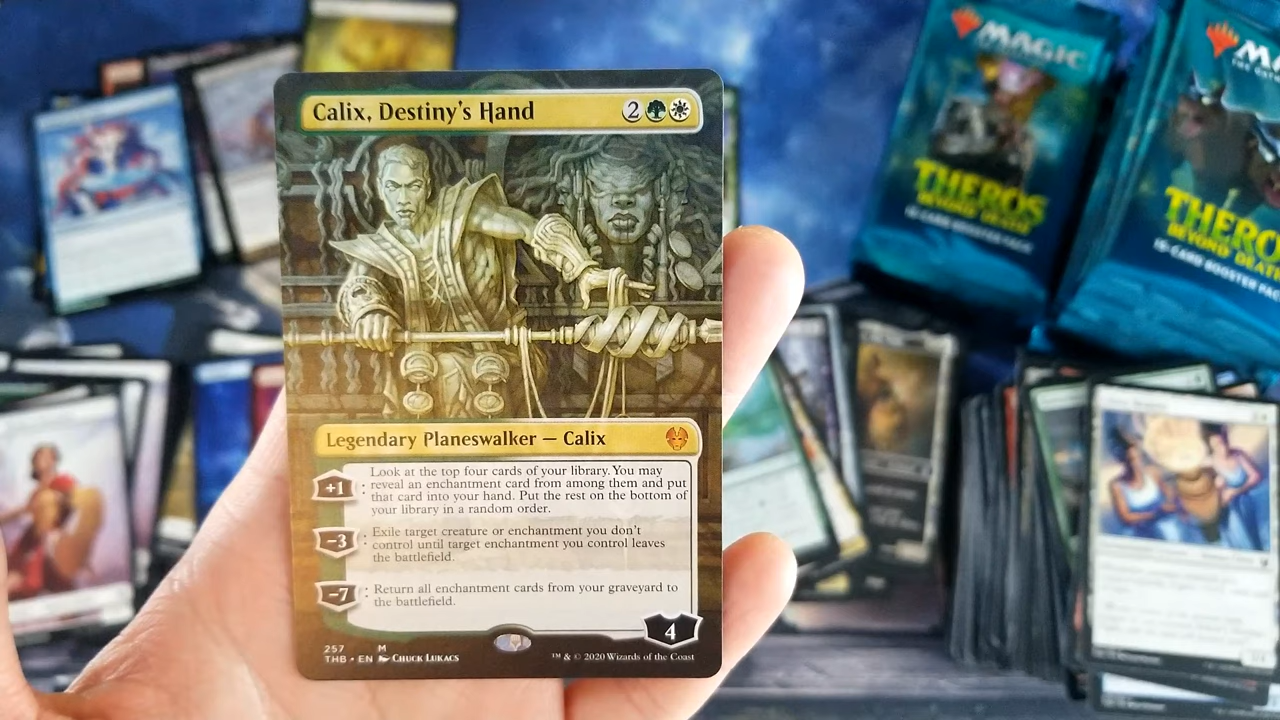 Calix, Destiny's Hand
2
Legendary Planeswalker — Calix
+1 : Look at the top four cards of your library. You may
reveal an enchantment card from among them and put
that card into your hand. Put the rest on the bottom of
your library in a random order.
−3 : Exile target creature or enchantment you don't
control until target enchantment you control leaves
the battlefield.
−7 : Return all enchantment cards from your graveyard to
the battlefield.
4
257 M
THB • EN CHUCK LUKACS
™ & © 2020 Wizards of the Coast
MAGIC
THEROS
BEYOND DEATH
15-CARD BOOSTER PACK
MA
THEROS
BEYOND DEATH
15-CARD BOOSTER PA